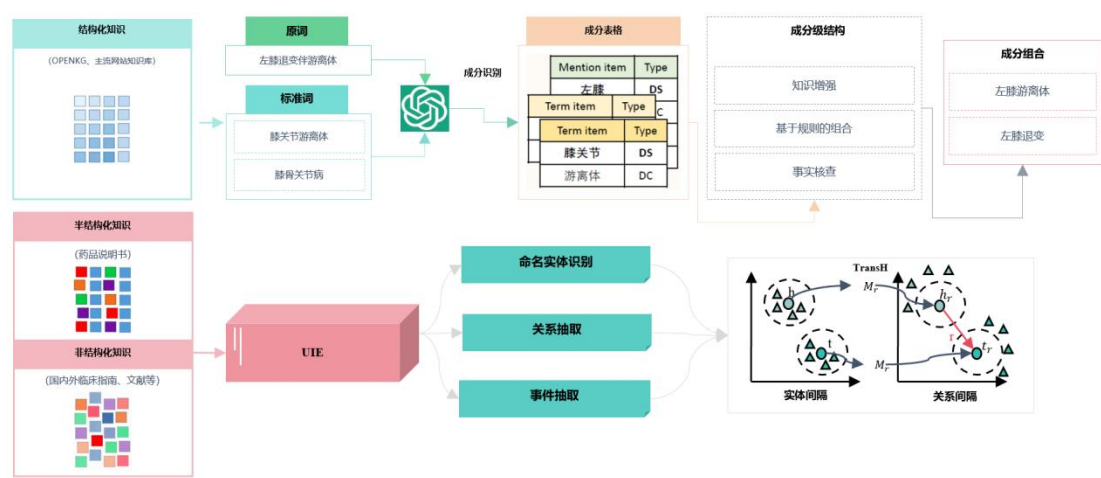 结构化知识
(OPENKG、主流网站知识库)
原词
左膝退变伴游离体
标准词
膝关节游离体
膝骨关节病
成分识别
成分表格
Mention item Type
左膝 DS
C
Term item Type
Term item Type
膝关节 DS
游离体 DC
成分级结构
知识增强
基于规则的组合
事实核查
成分组合
左膝游离体
左膝退变
半结构化知识
(药品说明书)
非结构化知识
(国内外临床指南、文献等)
UIE
命名实体识别
关系抽取
事件抽取
TransH
h
t
Mr
Mr
hr
r
tr
实体间隔
关系间隔